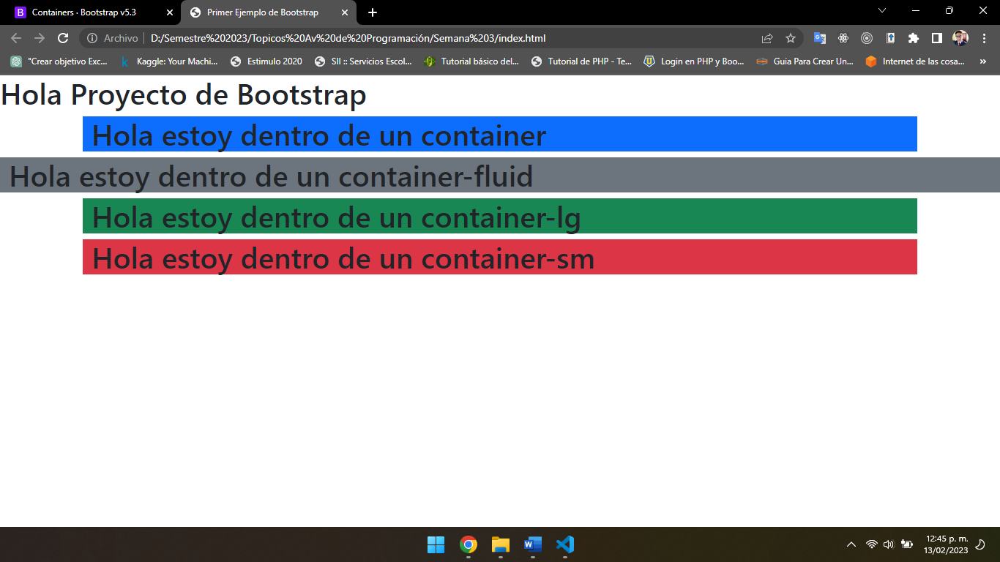 Containers · Bootstrap v5.3
Primer Ejemplo de Bootstrap
Archivo D:/Semestre%202023/Topicos%20Av%20de%20Programación/Semana%203/index.html
"Crear objetivo Exc... Kaggle: Your Machi... Estimulo 2020 SII :: Servicios Escol... Tutorial básico del... Tutorial de PHP - Te... Login en PHP y Boo... Guia Para Crear Un... Internet de las cosa... »
Hola Proyecto de Bootstrap
Hola estoy dentro de un container
Hola estoy dentro de un container-fluid
Hola estoy dentro de un container-lg
Hola estoy dentro de un container-sm
12:45 p. m.
13/02/2023